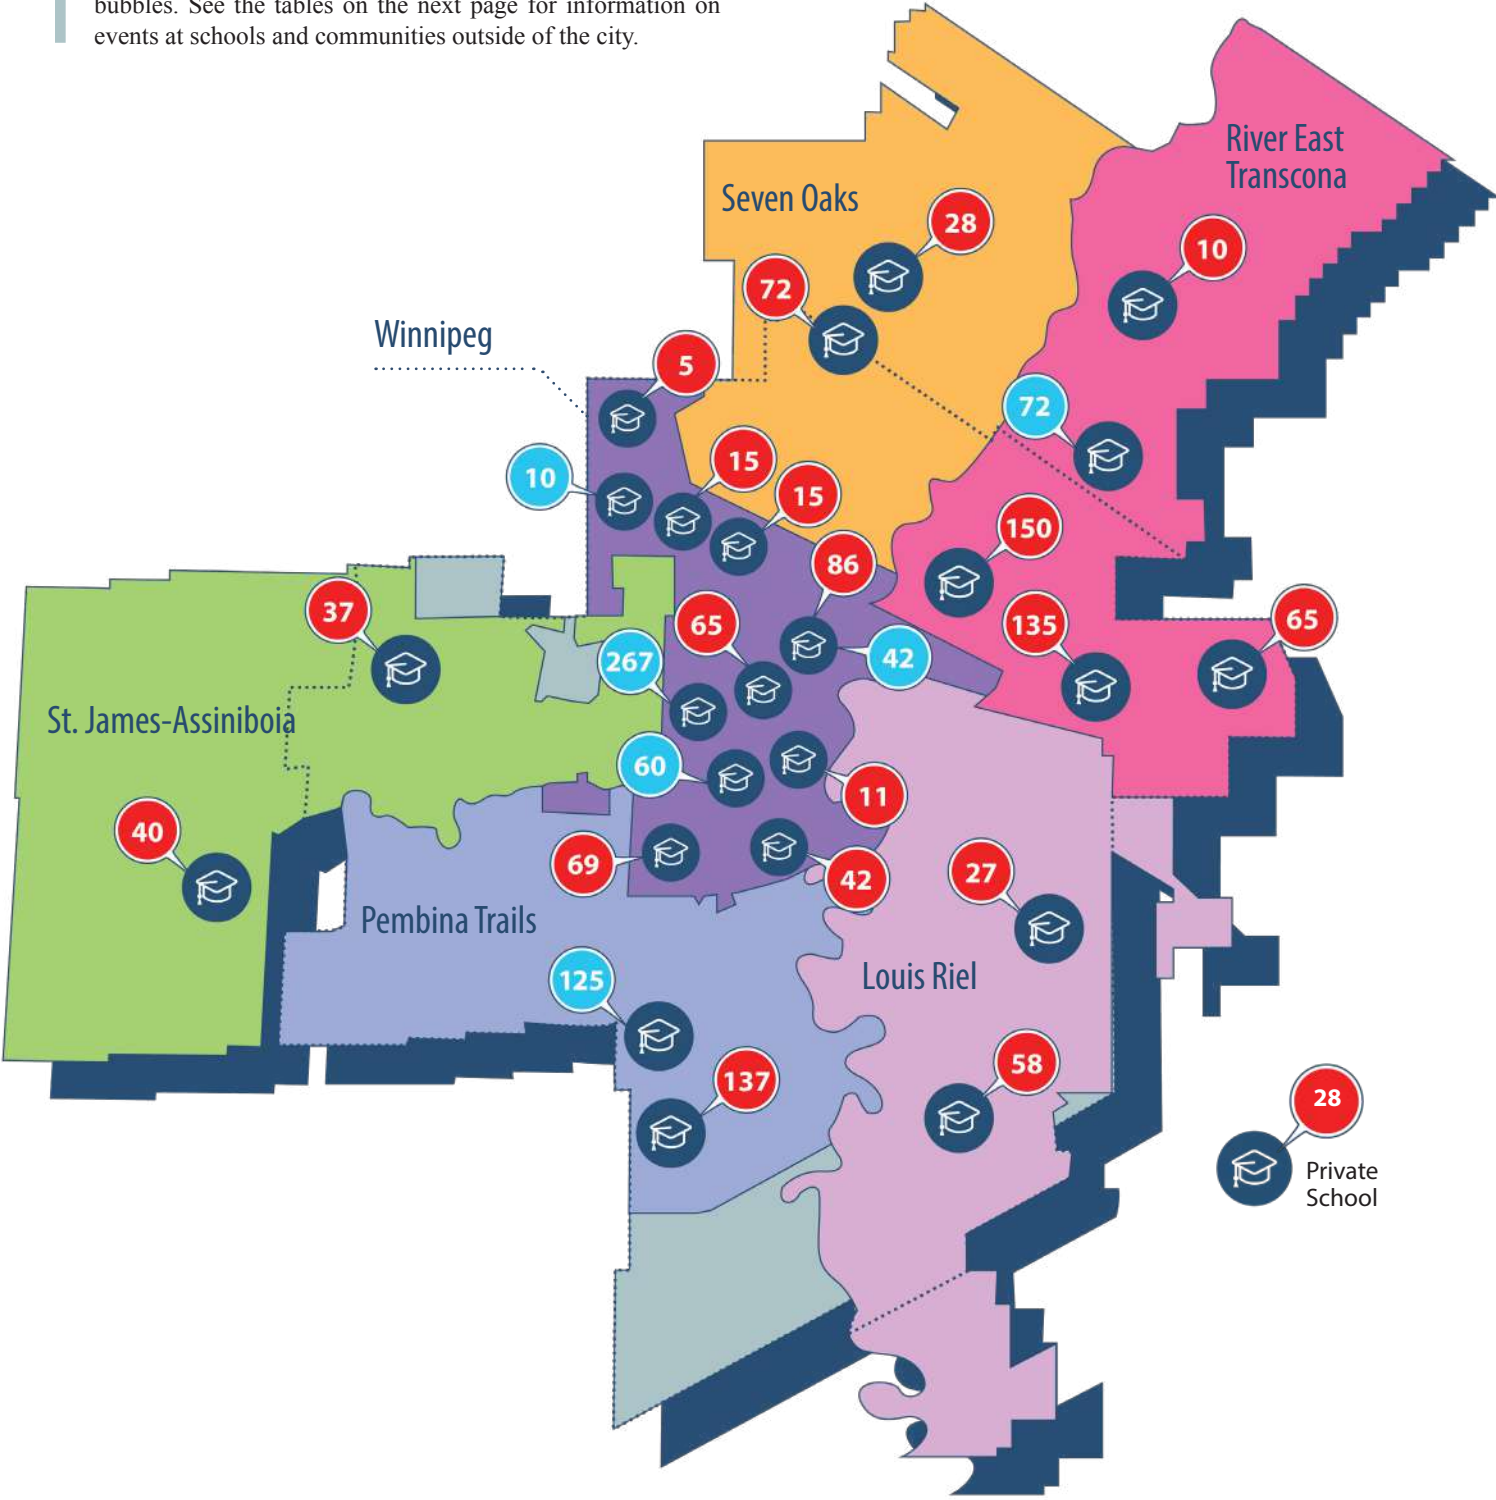 bubbles. See the tables on the next page for information on
events at schools and communities outside of the city.
River East
Transcona
Seven Oaks
28
10
72
Winnipeg
5
72
10
15
15
150
86
37
65
135
65
42
267
St. James-Assiniboia
60
11
40
69
42
27
Pembina Trails
125
Louis Riel
58
137
28
Private
School